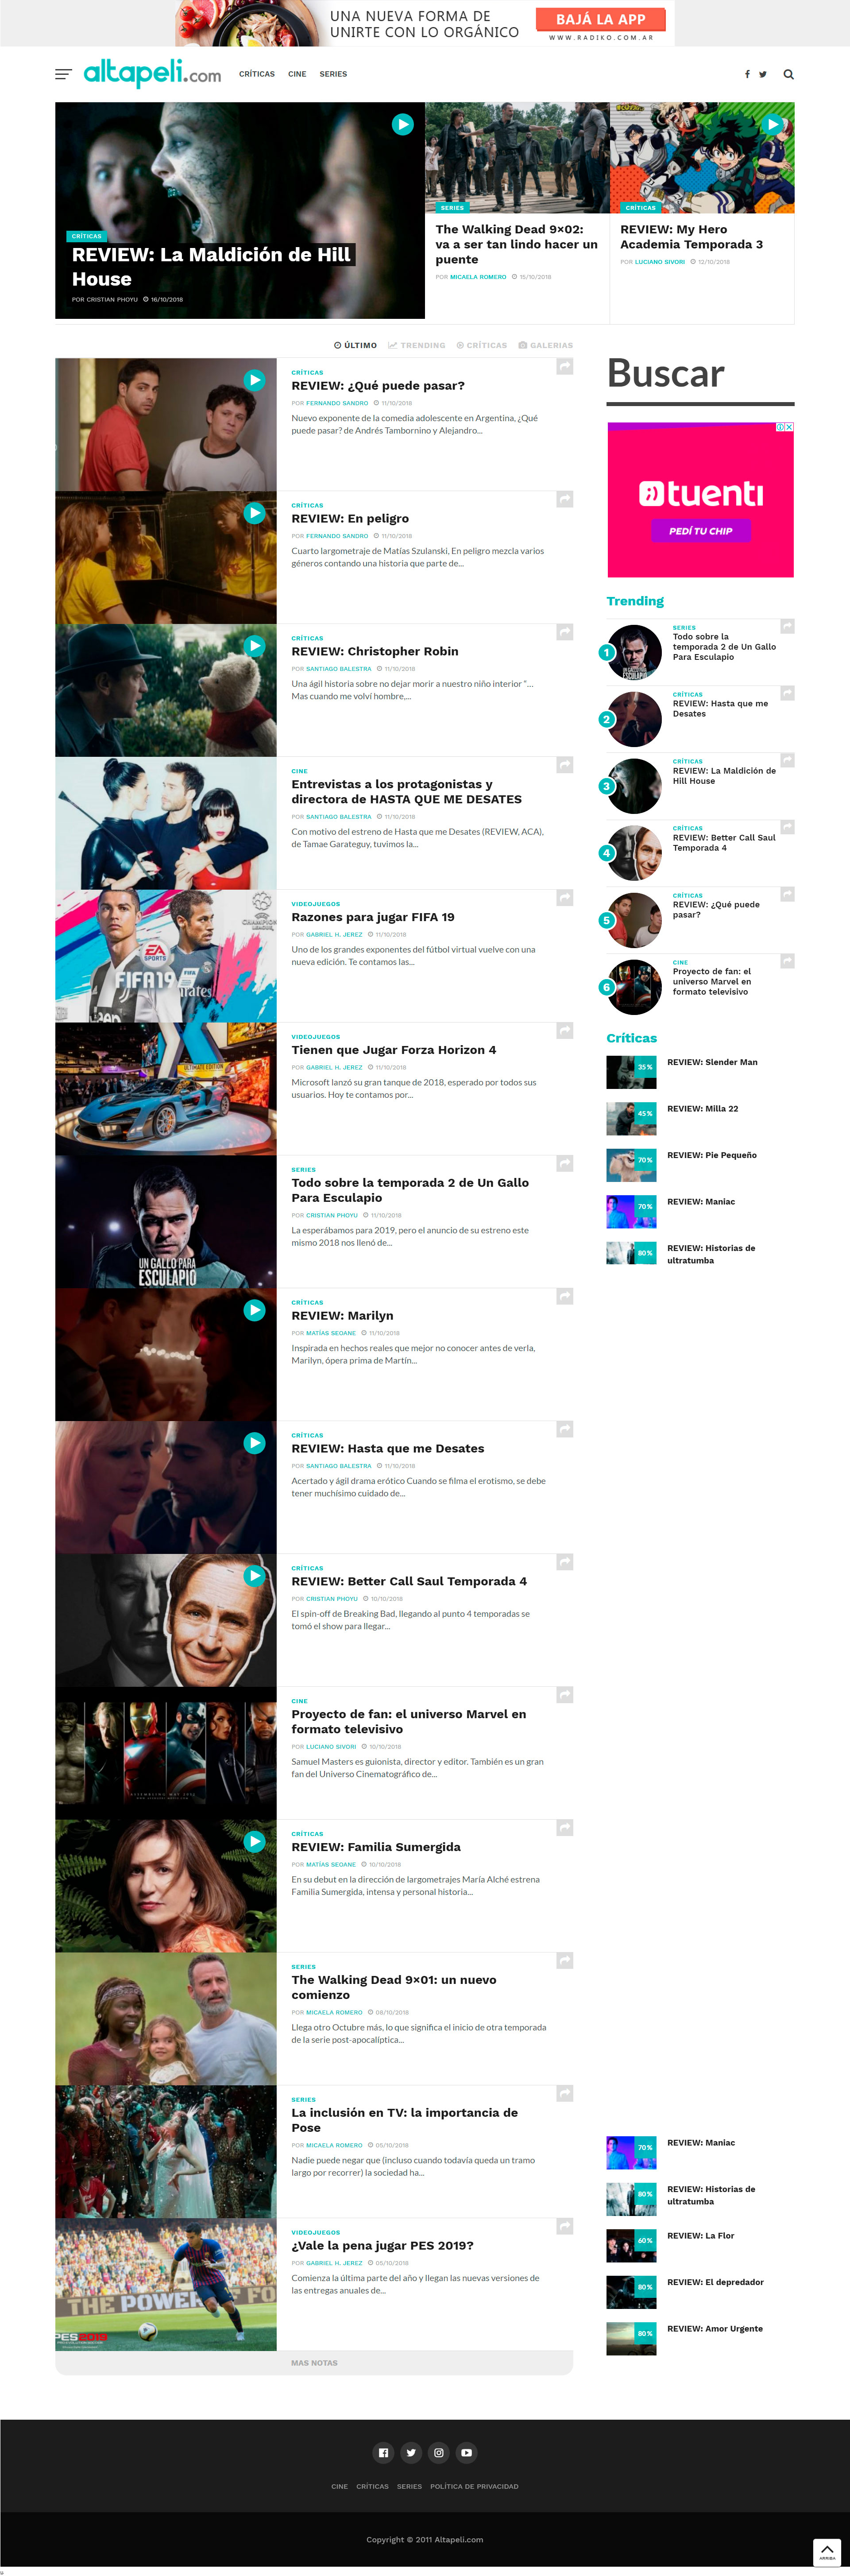 UNA NUEVA FORMA DE
UNIRTE CON LO ORGÁNICO
BAJÁ LA APP
WWW.RADIKO.COM.AR
altapeli.com
CRÍTICAS CINE SERIES
CRÍTICAS
REVIEW: La Maldición de Hill
House
POR CRISTIAN PHOYU 16/10/2018
SERIES
The Walking Dead 9×02:
va a ser tan lindo hacer un
puente
POR MICAELA ROMERO 15/10/2018
CRÍTICAS
REVIEW: My Hero
Academia Temporada 3
POR LUCIANO SIVORI 12/10/2018
ÚLTIMO TRENDING CRÍTICAS GALERIAS
CRÍTICAS
REVIEW: ¿Qué puede pasar?
POR FERNANDO SANDRO 11/10/2018
Nuevo exponente de la comedia adolescente en Argentina, ¿Qué
puede pasar? de Andrés Tambornino y Alejandro...
CRÍTICAS
REVIEW: En peligro
POR FERNANDO SANDRO 11/10/2018
Cuarto largometraje de Matías Szulanski, En peligro mezcla varios
géneros contando una historia que parte de...
CRÍTICAS
REVIEW: Christopher Robin
POR SANTIAGO BALESTRA 11/10/2018
Una ágil historia sobre no dejar morir a nuestro niño interior “...
Mas cuando me volví hombre,...
CINE
Entrevistas a los protagonistas y
directora de HASTA QUE ME DESATES
POR SANTIAGO BALESTRA 11/10/2018
Con motivo del estreno de Hasta que me Desates (REVIEW, ACA),
de Tamae Garateguy, tuvimos la...
CHAMPIONS
LEAGUE
EA
SPORTS
FIFA 19
Fly
Emirates
VIDEOJUEGOS
Razones para jugar FIFA 19
POR GABRIEL H. JEREZ 11/10/2018
Uno de los grandes exponentes del fútbol virtual vuelve con una
nueva edición. Te contamos las...
ULTIMATE EDITION
VIDEOJUEGOS
Tienen que Jugar Forza Horizon 4
POR GABRIEL H. JEREZ 11/10/2018
Microsoft lanzó su gran tanque de 2018, esperado por todos sus
usuarios. Hoy te contamos por...
UN GALLO PARA
ESCULAPIO
SERIES
Todo sobre la temporada 2 de Un Gallo
Para Esculapio
POR CRISTIAN PHOYU 11/10/2018
La esperábamos para 2019, pero el anuncio de su estreno este
mismo 2018 nos llenó de...
CRÍTICAS
REVIEW: Marilyn
POR MATÍAS SEOANE 11/10/2018
Inspirada en hechos reales que mejor no conocer antes de verla,
Marilyn, ópera prima de Martín...
CRÍTICAS
REVIEW: Hasta que me Desates
POR SANTIAGO BALESTRA 11/10/2018
Acertado y ágil drama erótico Cuando se filma el erotismo, se debe
tener muchísimo cuidado de...
CRÍTICAS
REVIEW: Better Call Saul Temporada 4
POR CRISTIAN PHOYU 10/10/2018
El spin-off de Breaking Bad, llegando al punto 4 temporadas se
tomó el show para llegar...
CINE
Proyecto de fan: el universo Marvel en
formato televisivo
POR LUCIANO SIVORI 10/10/2018
Samuel Masters es guionista, director y editor. También es un gran
fan del Universo Cinematográfico de...
CRÍTICAS
REVIEW: Familia Sumergida
POR MATÍAS SEOANE 10/10/2018
En su debut en la dirección de largometrajes María Alché estrena
Familia Sumergida, intensa y personal historia...
SERIES
The Walking Dead 9×01: un nuevo
comienzo
POR MICAELA ROMERO 08/10/2018
Llega otro Octubre más, lo que significa el inicio de otra temporada
de la serie post-apocalíptica...
SERIES
La inclusión en TV: la importancia de
Pose
POR MICAELA ROMERO 05/10/2018
Nadie puede negar que (incluso cuando todavía queda un tramo
largo por recorrer) la sociedad ha...
THE POWER OF FO
PES2019
VIDEOJUEGOS
¿Vale la pena jugar PES 2019?
POR GABRIEL H. JEREZ 05/10/2018
Comienza la última parte del año y llegan las nuevas versiones de
las entregas anuales de...
MAS NOTAS
Buscar
tuenti
PEDÍ TU CHIP
Trending
1
SERIES
Todo sobre la
temporada 2 de Un Gallo
Para Esculapio
2
CRÍTICAS
REVIEW: Hasta que me
Desates
3
CRÍTICAS
REVIEW: La Maldición de
Hill House
4
CRÍTICAS
REVIEW: Better Call Saul
Temporada 4
5
CRÍTICAS
REVIEW: ¿Qué puede
pasar?
6
CINE
Proyecto de fan: el
universo Marvel en
formato televisivo
Críticas
35%
REVIEW: Slender Man
45%
REVIEW: Milla 22
70%
REVIEW: Pie Pequeño
70%
REVIEW: Maniac
80%
REVIEW: Historias de
ultratumba
70%
REVIEW: Maniac
80%
REVIEW: Historias de
ultratumba
60%
REVIEW: La Flor
80%
REVIEW: El depredador
80%
REVIEW: Amor Urgente
CINE CRÍTICAS SERIES POLÍTICA DE PRIVACIDAD
Copyright © 2011 Altapeli.com
ARRIBA